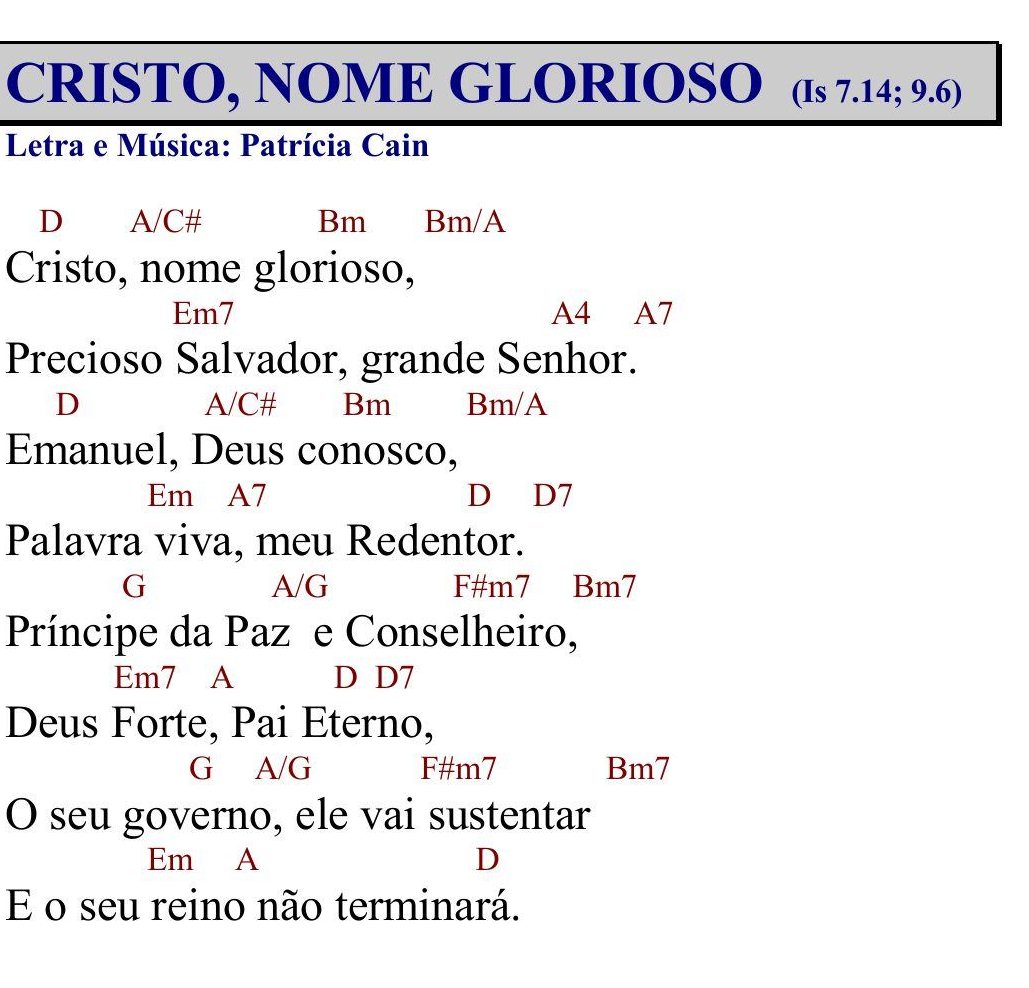 CRISTO, NOME GLORIOSO (Is 7.14; 9.6)
Letra e Música: Patrícia Cain
D A/C# Bm Bm/A
Cristo, nome glorioso,
Em7 A4 A7
Precioso Salvador, grande Senhor.
D A/C# Bm Bm/A
Emanuel, Deus conosco,
Em A7 D D7
Palavra viva, meu Redentor.
G A/G F#m7 Bm7
Príncipe da Paz e Conselheiro,
Em7 A D D7
Deus Forte, Pai Eterno,
G A/G F#m7 Bm7
O seu governo, ele vai sustentar
Em A D
E o seu reino não terminará.